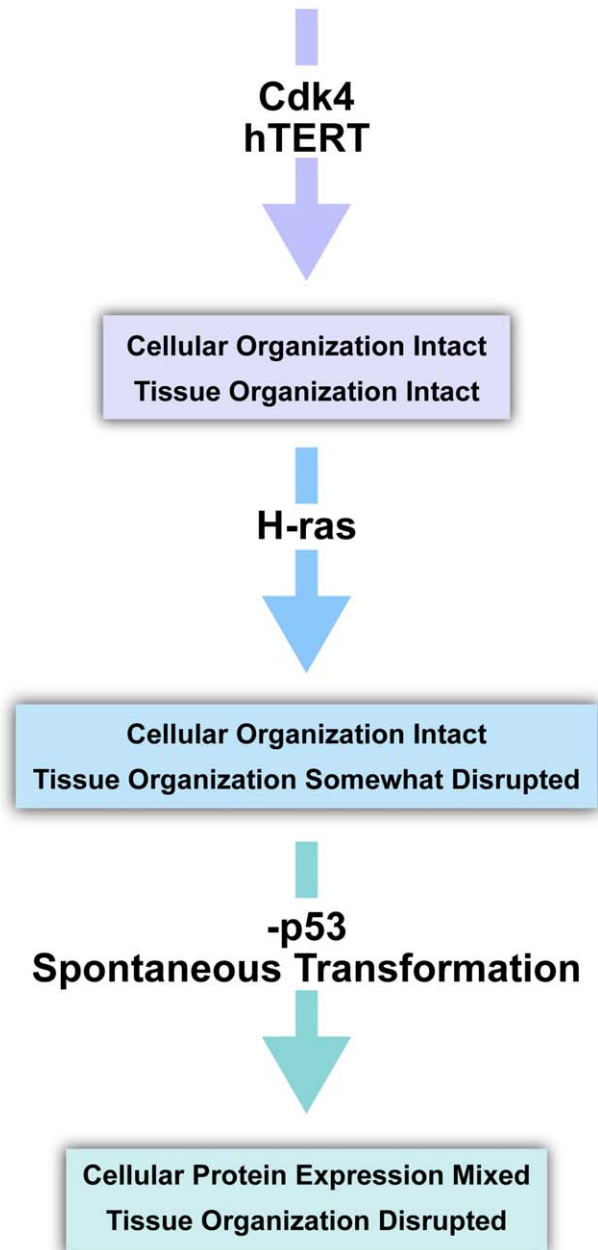 Cdk4
hTERT
Cellular Organization Intact
Tissue Organization Intact
H-ras
Cellular Organization Intact
Tissue Organization Somewhat Disrupted
-p53
Spontaneous Transformation
Cellular Protein Expression Mixed
Tissue Organization Disrupted